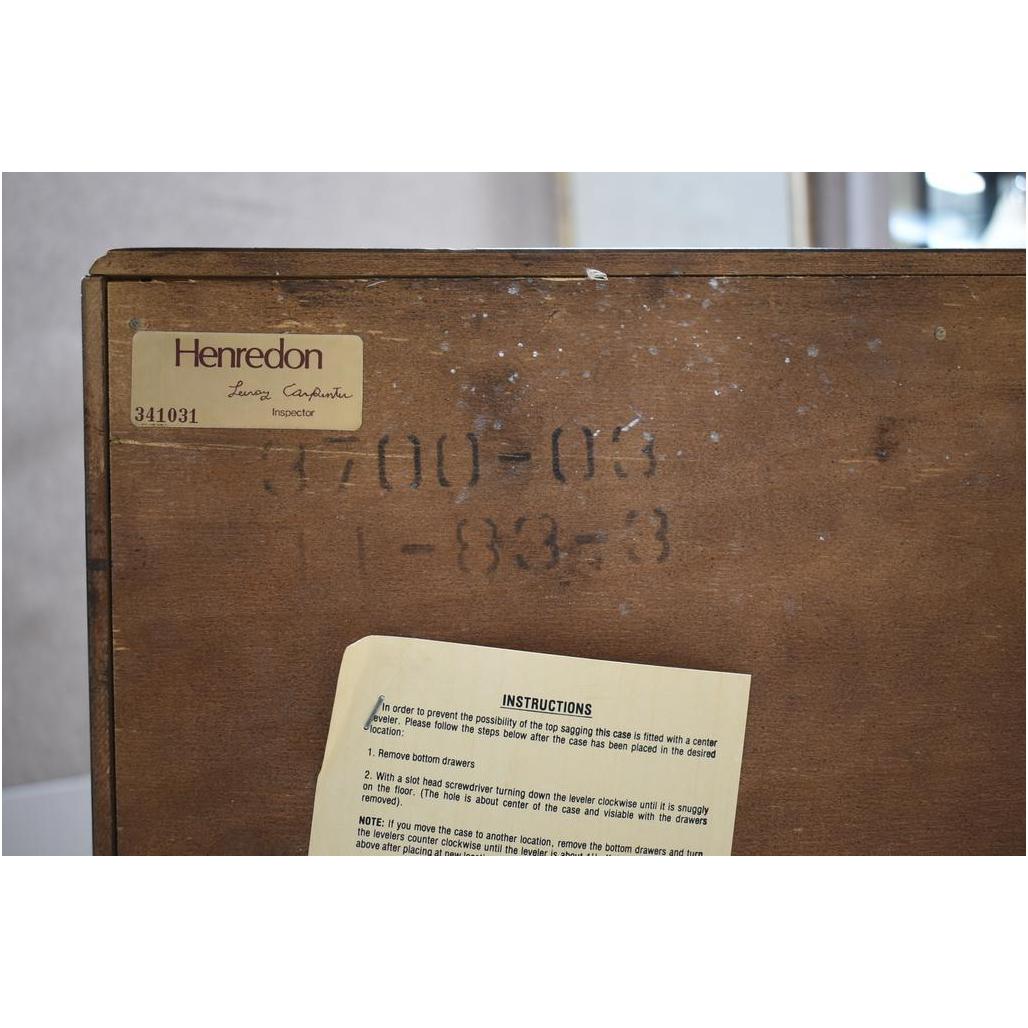 Henredon
Leroy Carpenter
341031 Inspector
3700-03
11-03-3
INSTRUCTIONS
In order to prevent the possibility of the top sagging this case is fitted with a center
leveler. Please follow the steps below after the case has been placed in the desired
location:
1. Remove bottom drawers
2. With a slot head screwdriver turning down the leveler clockwise until it is snuggly
on the floor. (The hole is about center of the case and visiable with the drawers
removed).
NOTE: If you move the case to another location, remove the bottom drawers and turn
the levelers counter clockwise until the leveler is about
above after placing at new